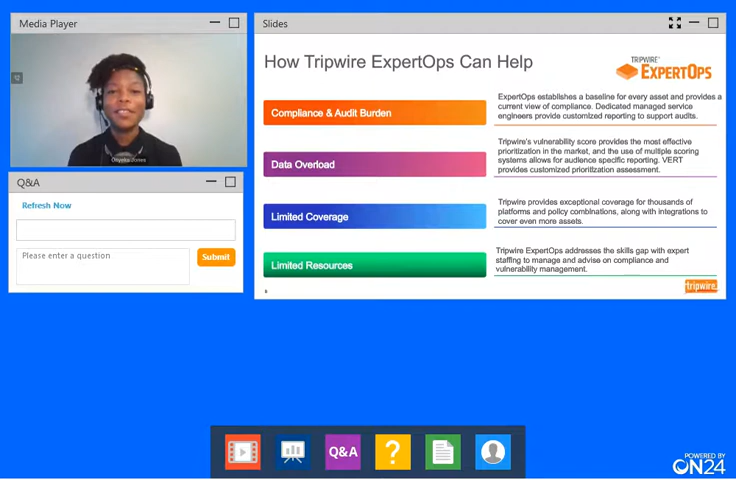 Media Player
Onyeka Jones
Q&A
Refresh Now
Please enter a question
Submit
Slides
How Tripwire ExpertOps Can Help
TRIPWIRE
EXPERTOPS
Compliance & Audit Burden
ExpertOps establishes a baseline for every asset and provides a
current view of compliance. Dedicated managed service
engineers provide customized reporting to support audits.
Data Overload
Tripwire's vulnerability score provides the most effective
prioritization in the market, and the use of multiple scoring
systems allows for audience specific reporting. VERT
provides customized prioritization assessment.
Limited Coverage
Tripwire provides exceptional coverage for thousands of
platforms and policy combinations, along with integrations to
cover even more assets.
Limited Resources
Tripwire ExpertOps addresses the skills gap with expert
staffing to manage and advise on compliance and
vulnerability management.
tripwire
Q&A
?
POWERED BY
ON24